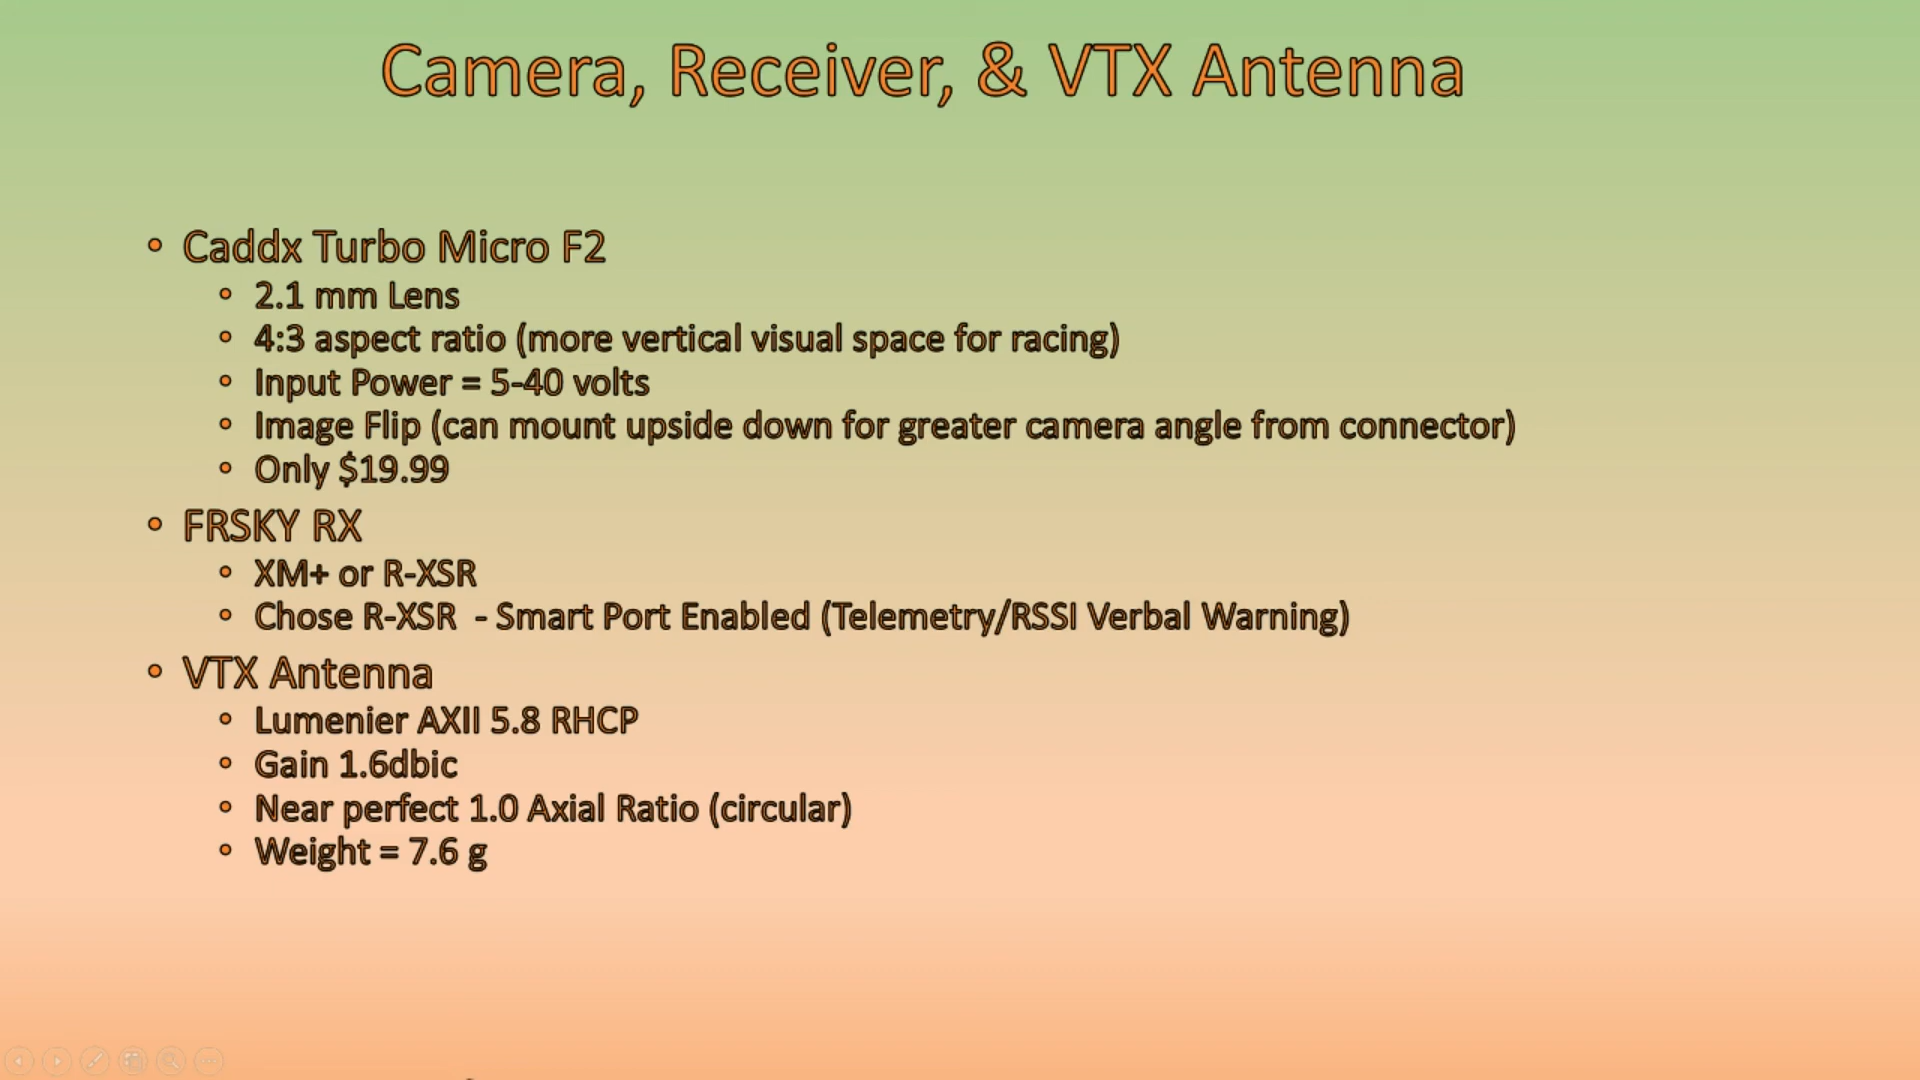 Camera, Receiver, & VTX Antenna
• Caddx Turbo Micro F2
• 2.1 mm Lens
• 4:3 aspect ratio (more vertical visual space for racing)
• Input Power = 5-40 volts
• Image Flip (can mount upside down for greater camera angle from connector)
• Only $19.99
• FRSKY RX
• XM+ or R-XSR
• Chose R-XSR - Smart Port Enabled (Telemetry/RSSI Verbal Warning)
• VTX Antenna
• Lumenier AXII 5.8 RHCP
• Gain 1.6dbic
• Near perfect 1.0 Axial Ratio (circular)
• Weight = 7.6 g